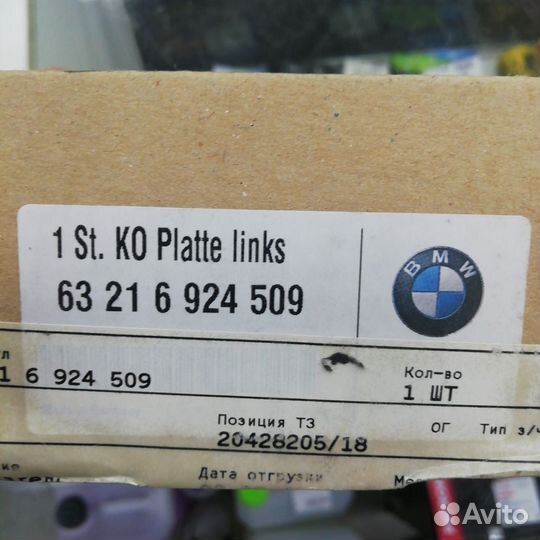 1 St. KO Platte links
63 21 6 924 509
BMW
1 6 924 509
Кол-во
1 ШТ
Позиция ТЗ
20428205/18
ОГ
Тип з/ч
Дата отгрузки
Avito